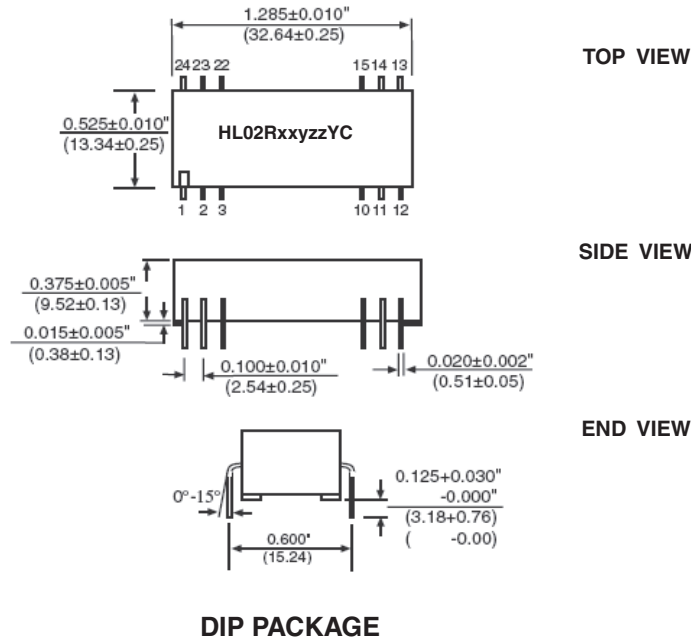 1.285±0.010"
(32.64±0.25)
TOP VIEW
24 23 22 15 14 13
0.525±0.010"
(13.34±0.25)
HL02RxxyzzYC
1 2 3 10 11 12
SIDE VIEW
0.375±0.005"
(9.52±0.13)
0.015±0.005"
(0.38±0.13)
0.100±0.010"
(2.54±0.25)
0.020±0.002"
(0.51±0.05)
END VIEW
0.125+0.030"
-0.000"
(3.18+0.76)
( -0.00)
0°-15°
0.600"
(15.24)
DIP PACKAGE